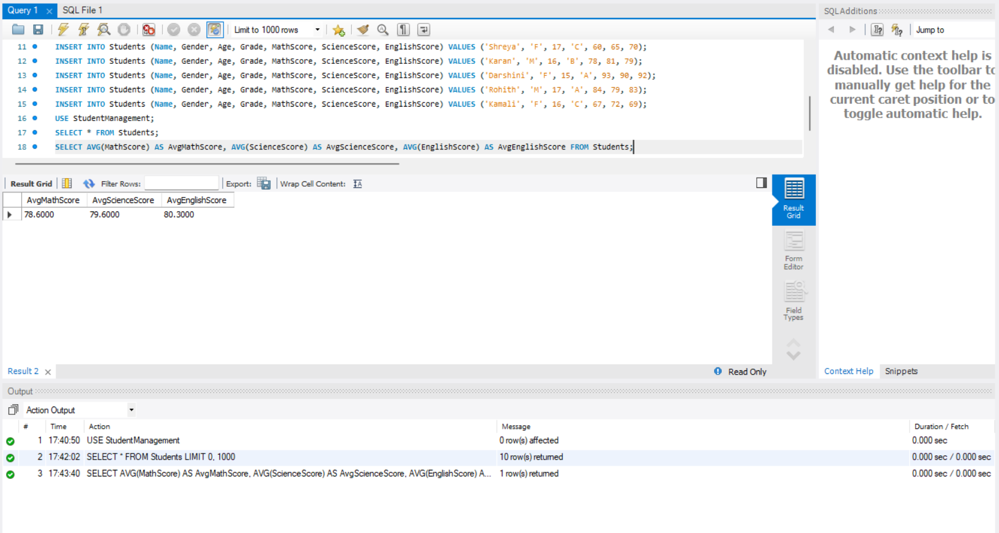 Query 1
SQL File 1
SQLAdditions
Limit to 1000 rows
Jump to
11 INSERT INTO Students (Name, Gender, Age, Grade, MathScore, ScienceScore, EnglishScore) VALUES ('Shreya', 'F', 17, 'C', 60, 65, 70);
12 INSERT INTO Students (Name, Gender, Age, Grade, MathScore, ScienceScore, EnglishScore) VALUES ('Karan', 'M', 16, 'B', 78, 81, 79);
13 INSERT INTO Students (Name, Gender, Age, Grade, MathScore, ScienceScore, EnglishScore) VALUES ('Darshini', 'F', 15, 'A', 93, 90, 92);
14 INSERT INTO Students (Name, Gender, Age, Grade, MathScore, ScienceScore, EnglishScore) VALUES ('Rohith', 'M', 17, 'A', 84, 79, 83);
15 INSERT INTO Students (Name, Gender, Age, Grade, MathScore, ScienceScore, EnglishScore) VALUES ('Kamali', 'F', 16, 'C', 67, 72, 69);
16 USE StudentManagement;
17 SELECT * FROM Students;
18 SELECT AVG(MathScore) AS AvgMathScore, AVG(ScienceScore) AS AvgScienceScore, AVG(EnglishScore) AS AvgEnglishScore FROM Students;
Automatic context help is
disabled. Use the toolbar to
manually get help for the
current caret position or to
toggle automatic help.
Result Grid Filter Rows: Export: Wrap Cell Content:
AvgMathScore AvgScienceScore AvgEnglishScore
78.6000 79.6000 80.3000
Result
Grid
Form
Editor
Field
Types
Result 2
Read Only
Context Help Snippets
Output
Action Output
# Time Action Message Duration / Fetch
1 17:40:50 USE StudentManagement 0 row(s) affected 0.000 sec
2 17:42:02 SELECT * FROM Students LIMIT 0, 1000 10 row(s) returned 0.000 sec / 0.000 sec
3 17:43:40 SELECT AVG(MathScore) AS AvgMathScore, AVG(ScienceScore) AS AvgScienceScore, AVG(EnglishScore) A... 1 row(s) returned 0.000 sec / 0.000 sec